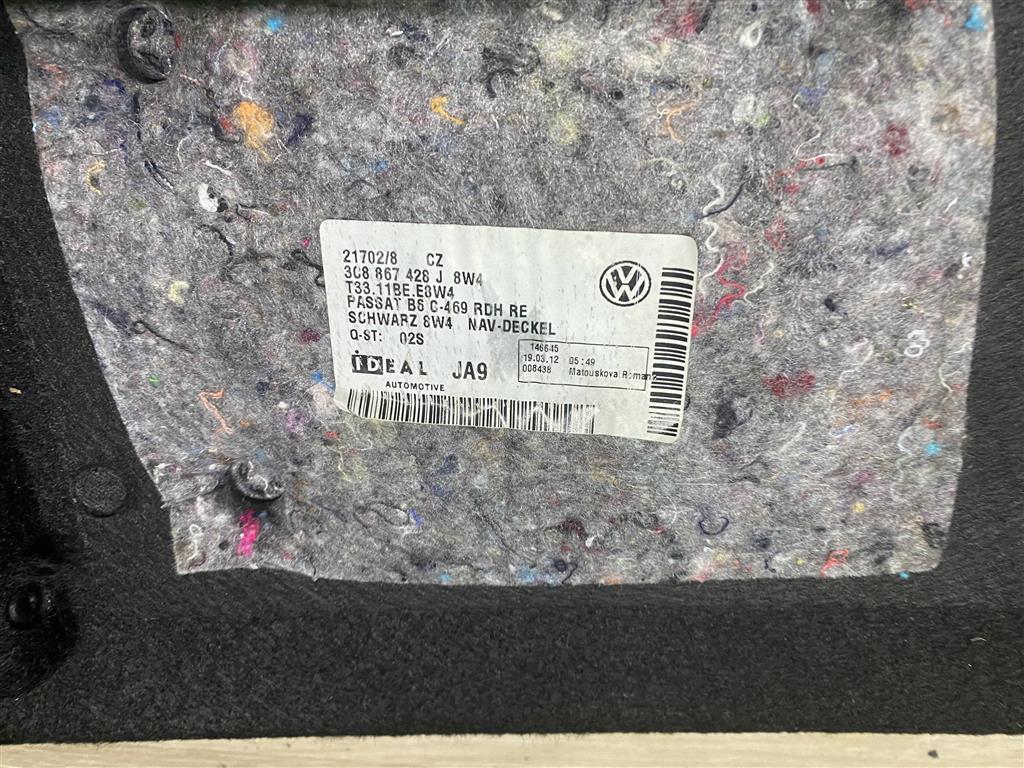 21702/8 CZ
3C8 867 428 J 8W4
T33.11BE.E8W4
PASSAT B6 C-469 RDH RE
SCHWARZ 8W4 NAV-DECKEL
Q-ST: 02S
146645
19.03.12 05:49
008438 Matouskova Roman
IDEAL JA9
AUTOMOTIVE
VW